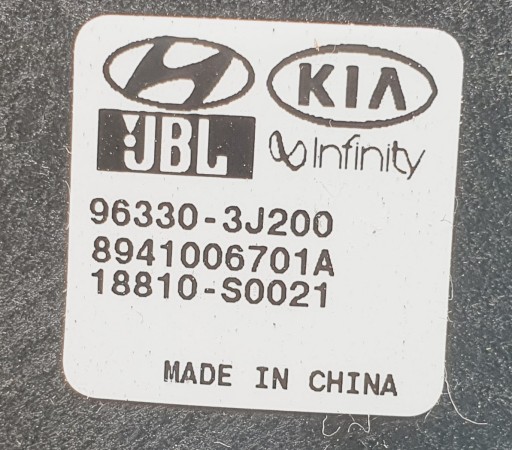 KIA
JBL Infinity
96330-3J200
8941006701A
18810-S0021
MADE IN CHINA